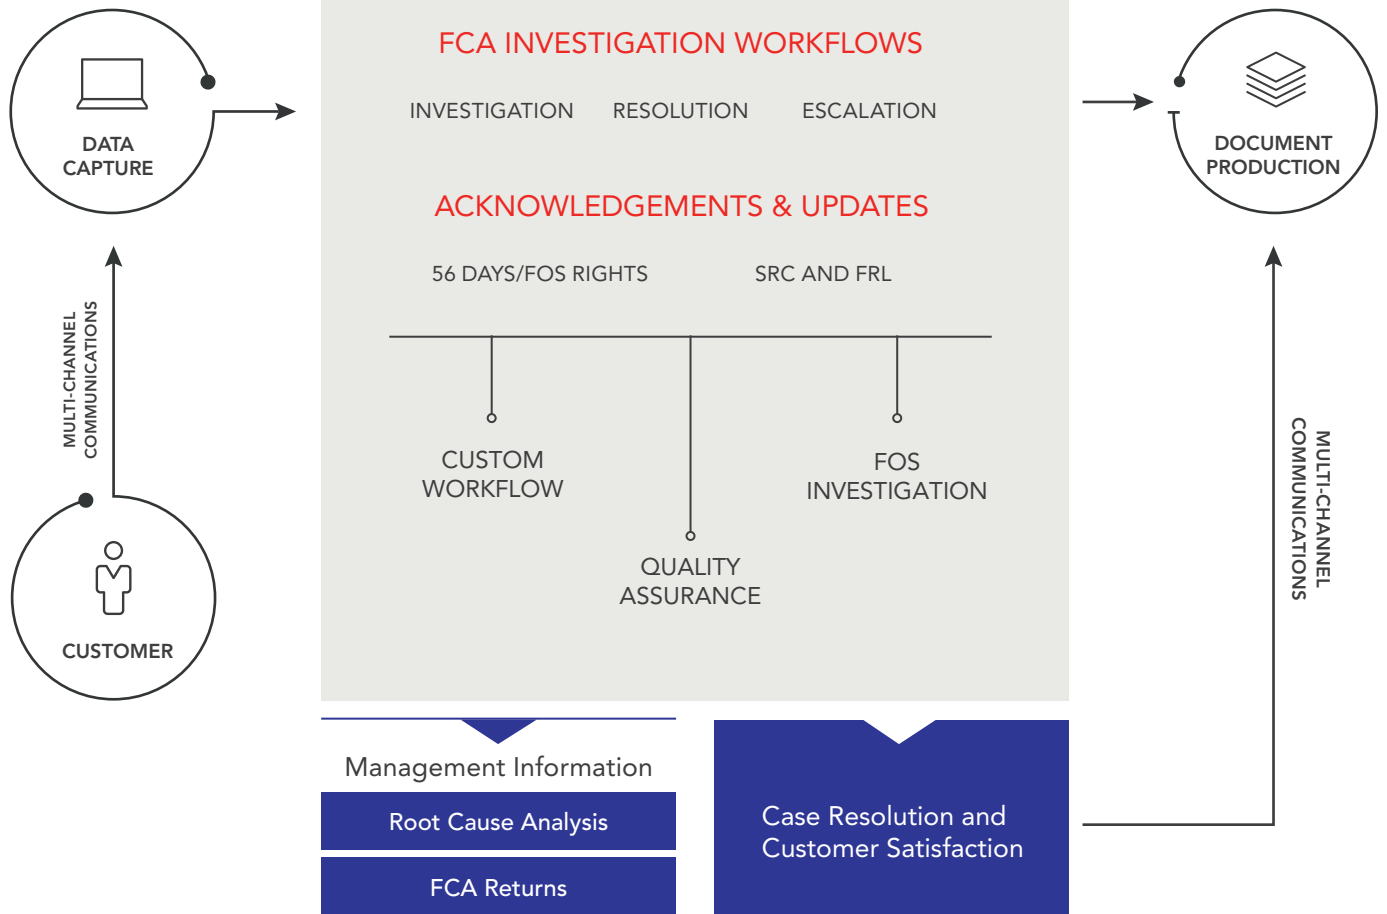 FCA INVESTIGATION WORKFLOWS
INVESTIGATION
RESOLUTION
ESCALATION
DATA
CAPTURE
DOCUMENT
PRODUCTION
ACKNOWLEDGEMENTS & UPDATES
56 DAYS/FOS RIGHTS
SRC AND FRL
MULTI-CHANNEL
COMMUNICATIONS
CUSTOM
WORKFLOW
FOS
INVESTIGATION
MULTI-CHANNEL
COMMUNICATIONS
QUALITY
ASSURANCE
CUSTOMER
Management Information
Root Cause Analysis
FCA Returns
Case Resolution and
Customer Satisfaction